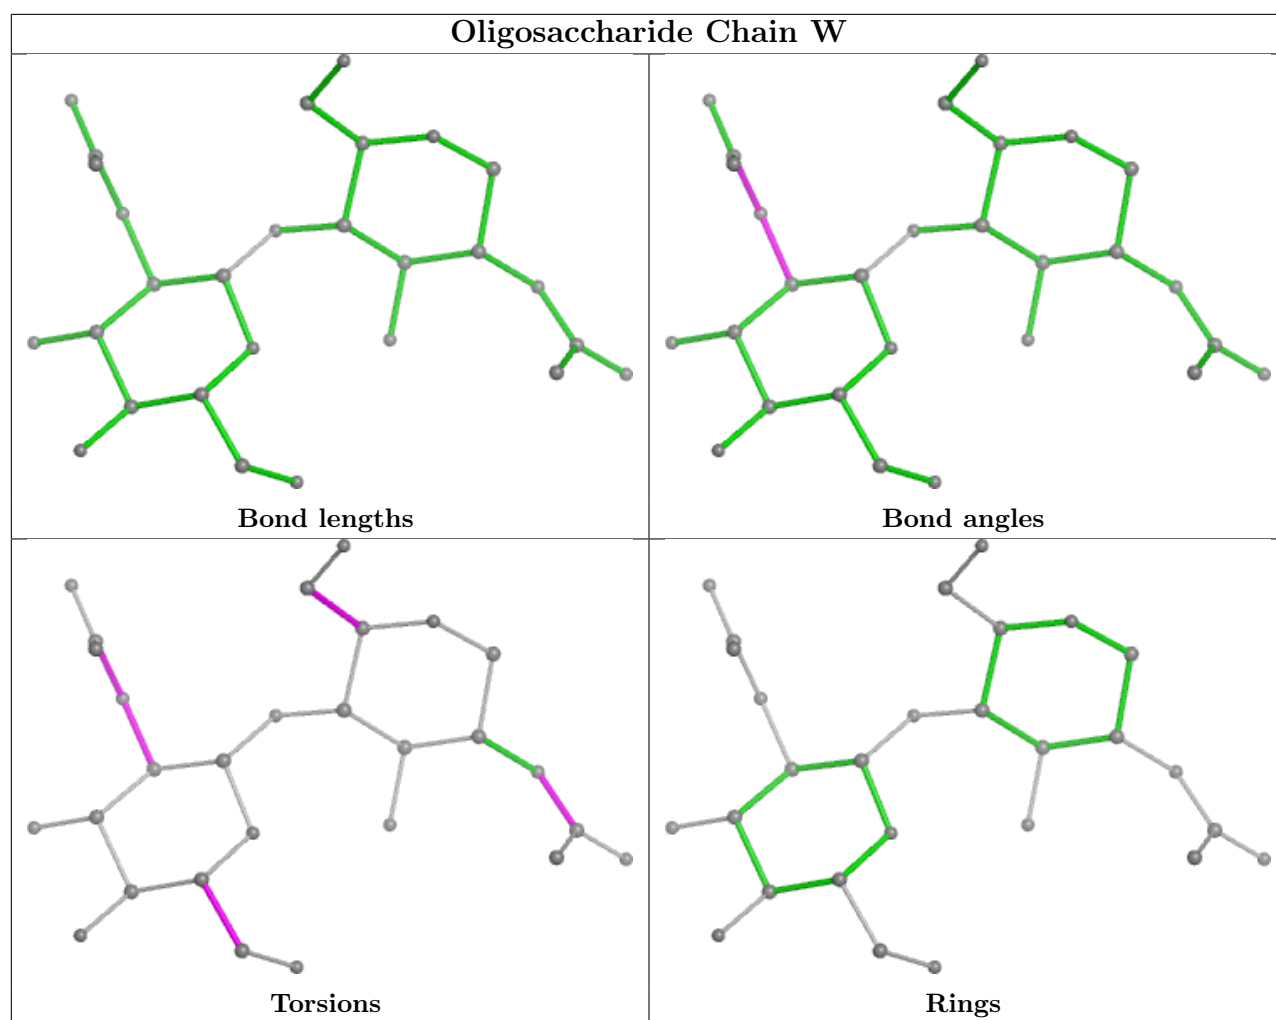 Oligosaccharide Chain W
Bond lengths
Bond angles
Torsions
Rings